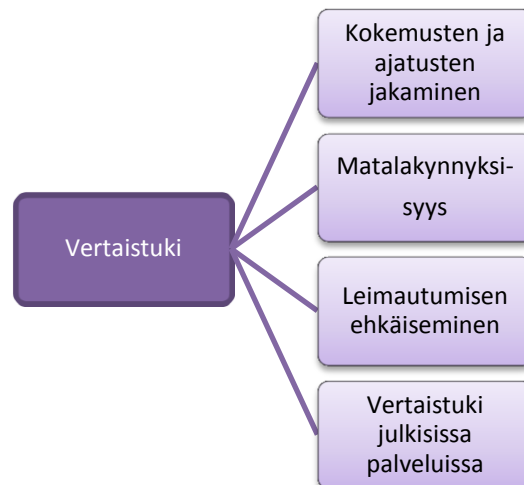 Vertaistuki
Kokemusten ja
ajatusten
jakaminen
Matalakynnyksi-
syys
Leimautumisen
ehkäiseminen
Vertaistuki
julkisissa
palveluissa